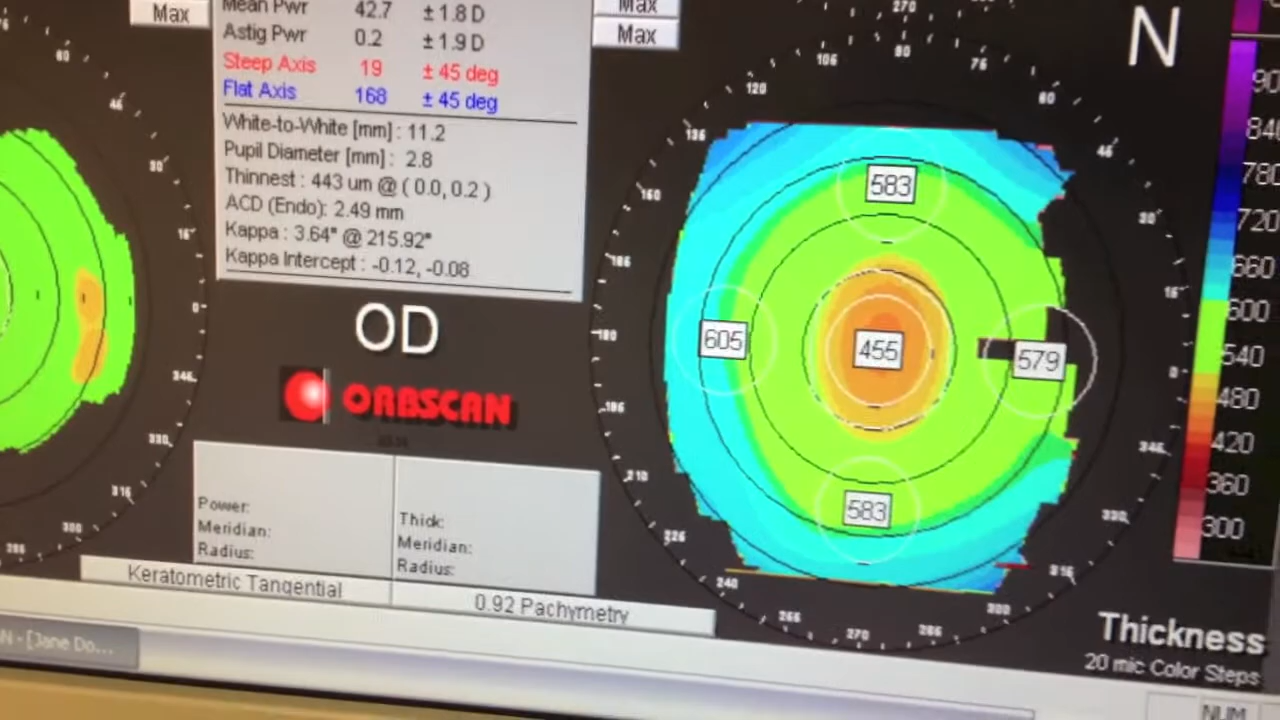 Max
Mean Pwr 42.7 ± 1.8 D
Astig Pwr 0.2 ± 1.9 D
Steep Axis 19 ± 45 deg
Flat Axis 168 ± 45 deg
White-to-White [mm] : 11.2
Pupil Diameter [mm] : 2.8
Thinnest : 443 um @ ( 0.0, 0.2 )
ACD (Endo): 2.49 mm
Kappa : 3.64° @ 215.92°
Kappa Intercept : -0.12, -0.08
Max
Max
OD
ORBSCAN
Power:
Meridian:
Radius:
Thick:
Meridian:
Radius:
Keratometric Tangential
0.92 Pachymetry
N - [Jane Do...
N
583
605
455
579
583
840
780
720
660
600
540
480
420
360
300
Thickness
20 mic Color Steps
NUM